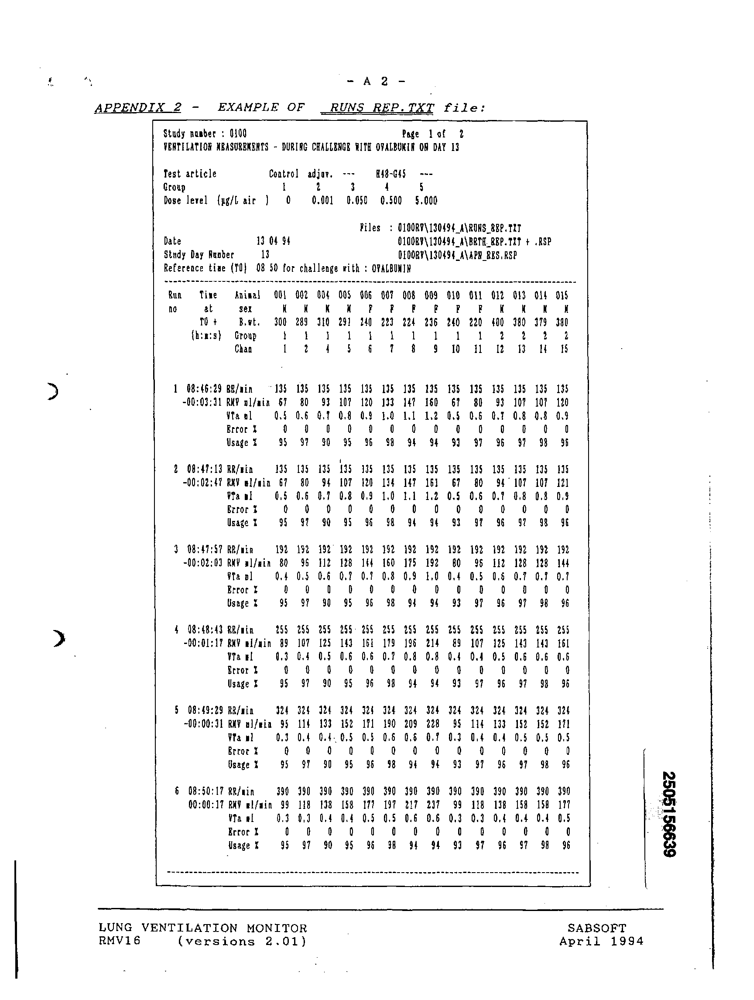 - A 2 -
APPENDIX 2 - EXAMPLE OF RUNS REP.TXT file:
Study number : 0100 Page 1 of 2
VENTILATION MEASUREMENTS - DURING CHALLENGE WITH OVALBUMIN ON DAY 13
Test article Control adjuv. --- H48-G45 ---
Group 1 2 3 4 5
Dose level (µg/L air ) 0 0.001 0.050 0.500 5.000
Files : 0100RV\130494_A\RUNS_REP.TXT
Date 13 04 94 0100RV\130494_A\BRTH_REP.TXT + .RSP
Study Day Number 13 0100RV\130494_A\APN_RES.RSP
Reference time (T0) 08 50 for challenge with : OVALBUMIN
Run Time Animal 001 002 004 005 006 007 008 009 010 011 012 013 014 015
no at sex M M M M F F F F F F M M M M
T0 + B.wt. 300 289 310 291 240 223 224 236 240 220 400 380 379 380
(h:m:s) Group 1 1 1 1 1 1 1 1 1 1 2 2 2 2
Chan 1 2 4 5 6 7 8 9 10 11 12 13 14 15
1 08:46:29 RR/min 135 135 135 135 135 135 135 135 135 135 135 135 135 135
-00:03:31 RMV ml/min 67 80 93 107 120 133 147 160 67 80 93 107 107 120
VTa ml 0.5 0.6 0.7 0.8 0.9 1.0 1.1 1.2 0.5 0.6 0.7 0.8 0.8 0.9
Error % 0 0 0 0 0 0 0 0 0 0 0 0 0 0
Usage % 95 97 90 95 96 98 94 94 93 97 96 97 98 96
2 08:47:13 RR/min 135 135 135 135 135 135 135 135 135 135 135 135 135 135
-00:02:47 RMV ml/min 67 80 94 107 120 134 147 161 67 80 94 107 107 121
VTa ml 0.5 0.6 0.7 0.8 0.9 1.0 1.1 1.2 0.5 0.6 0.7 0.8 0.8 0.9
Error % 0 0 0 0 0 0 0 0 0 0 0 0 0 0
Usage % 95 97 90 95 96 98 94 94 93 97 96 97 98 96
3 08:47:57 RR/min 192 192 192 192 192 192 192 192 192 192 192 192 192 192
-00:02:03 RMV ml/min 80 96 112 128 144 160 175 192 80 96 112 128 128 144
VTa ml 0.4 0.5 0.6 0.7 0.7 0.8 0.9 1.0 0.4 0.5 0.6 0.7 0.7 0.7
Error % 0 0 0 0 0 0 0 0 0 0 0 0 0 0
Usage % 95 97 90 95 96 98 94 94 93 97 96 97 98 96
4 08:48:43 RR/min 255 255 255 255 255 255 255 255 255 255 255 255 255 255
-00:01:17 RMV ml/min 89 107 125 143 161 179 196 214 89 107 125 143 143 161
VTa ml 0.3 0.4 0.5 0.6 0.6 0.7 0.8 0.8 0.4 0.4 0.5 0.6 0.6 0.6
Error % 0 0 0 0 0 0 0 0 0 0 0 0 0 0
Usage % 95 97 90 95 96 98 94 94 93 97 96 97 98 96
5 08:49:29 RR/min 324 324 324 324 324 324 324 324 324 324 324 324 324 324
-00:00:31 RMV ml/min 95 114 133 152 171 190 209 228 95 114 133 152 152 171
VTa ml 0.3 0.4 0.4 0.5 0.5 0.6 0.6 0.7 0.3 0.4 0.4 0.5 0.5 0.5
Error % 0 0 0 0 0 0 0 0 0 0 0 0 0 0
Usage % 95 97 90 95 96 98 94 94 93 97 96 97 98 96
6 08:50:17 RR/min 390 390 390 390 390 390 390 390 390 390 390 390 390 390
00:00:17 RMV ml/min 99 118 138 158 177 197 217 237 99 118 138 158 158 177
VTa ml 0.3 0.3 0.4 0.4 0.5 0.5 0.6 0.6 0.3 0.3 0.4 0.4 0.4 0.5
Error % 0 0 0 0 0 0 0 0 0 0 0 0 0 0
Usage % 95 97 90 95 96 98 94 94 93 97 96 97 98 96
2505156639
LUNG VENTILATION MONITOR SABSOFT
RMV16 (versions 2.01) April 1994